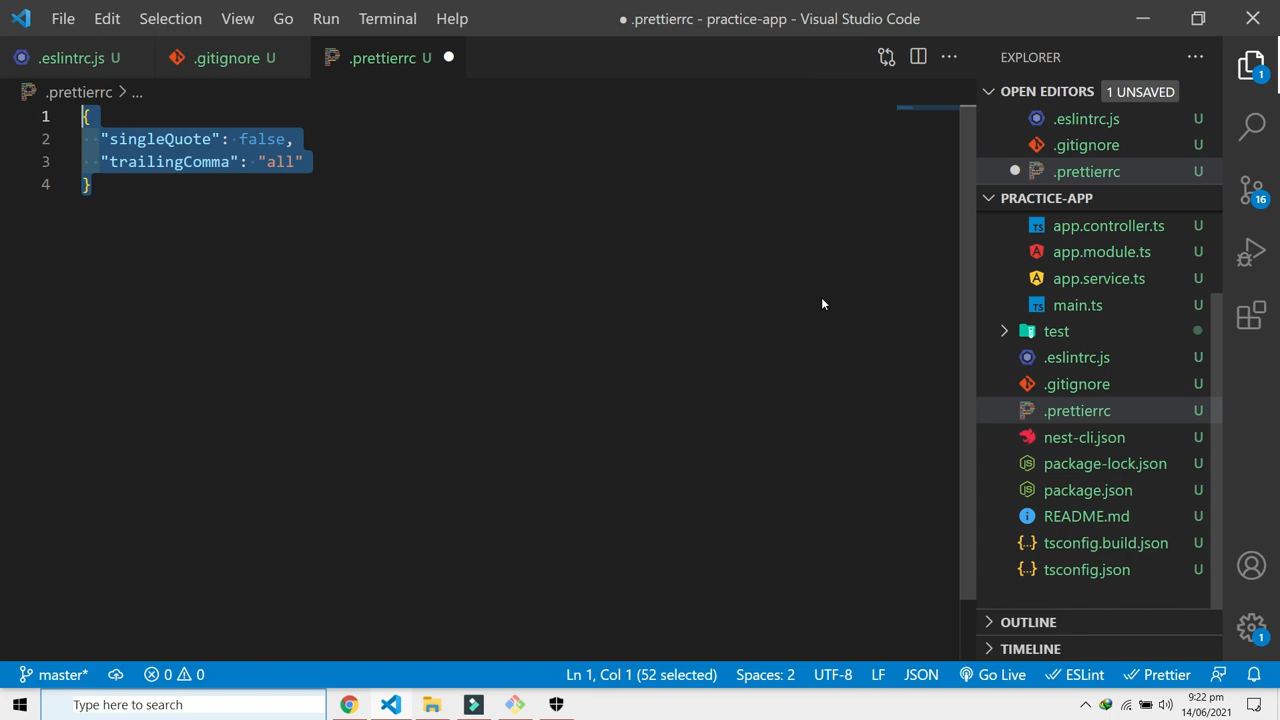 File Edit Selection View Go Run Terminal Help ● .prettierrc - practice-app - Visual Studio Code
.eslintrc.js U .gitignore U .prettierrc U
.prettierrc > ...
1 {
2 "singleQuote": false,
3 "trailingComma": "all"
4 }
EXPLORER
OPEN EDITORS 1 UNSAVED
.eslintrc.js U
.gitignore U
.prettierrc U
PRACTICE-APP
TS app.controller.ts U
app.module.ts U
app.service.ts U
TS main.ts U
test
.eslintrc.js U
.gitignore U
.prettierrc U
nest-cli.json U
package-lock.json U
package.json U
README.md U
{..} tsconfig.build.json U
{..} tsconfig.json U
OUTLINE
TIMELINE
1
16
1
master* 0 0 Ln 1, Col 1 (52 selected) Spaces: 2 UTF-8 LF JSON Go Live ESLint Prettier
Type here to search
9:22 pm
14/06/2021